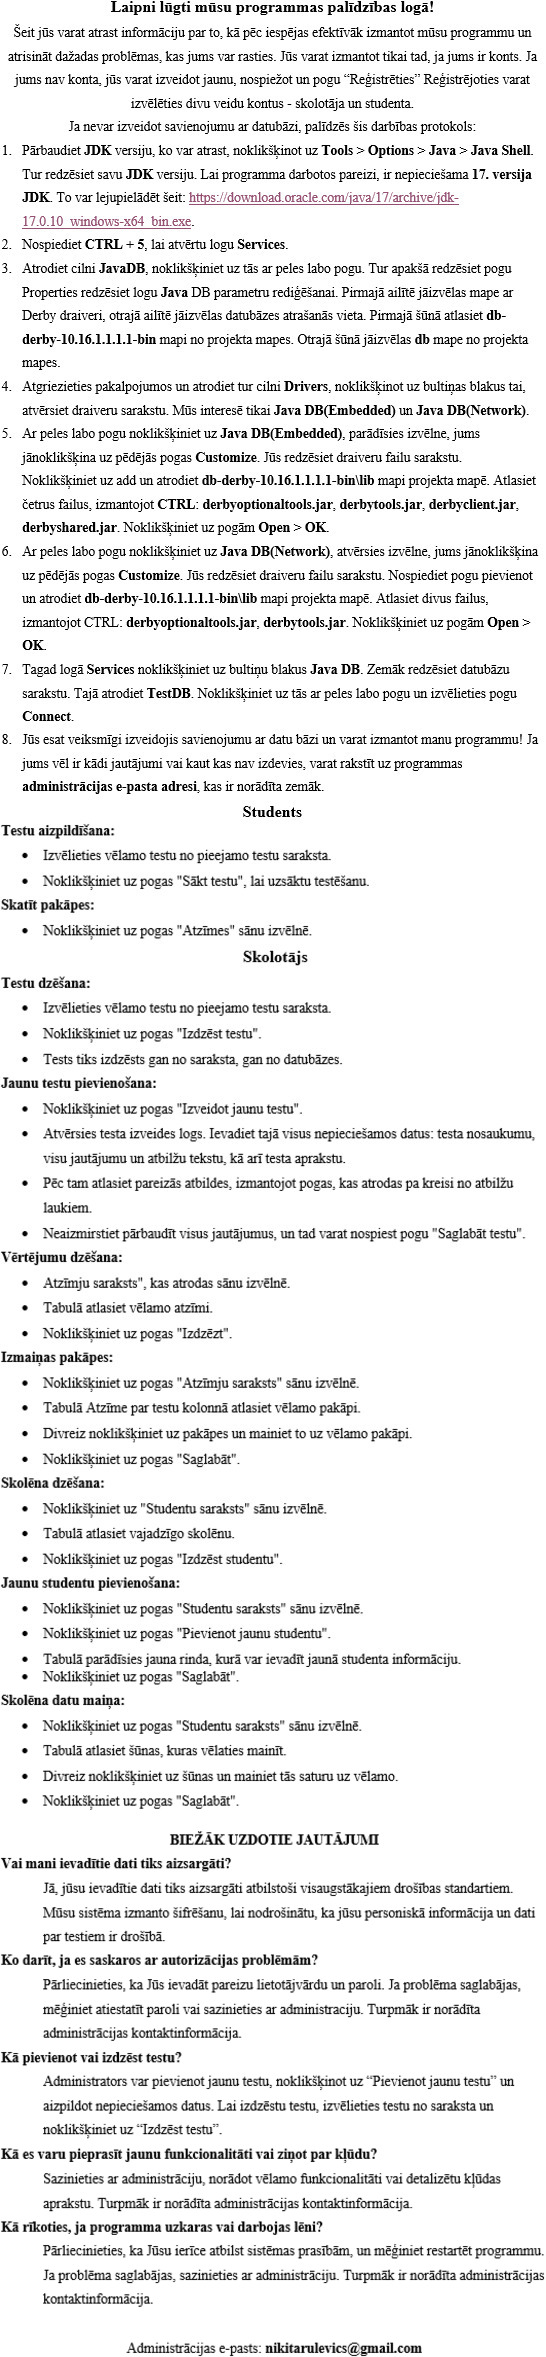 Laipni lūgti mūsu programmas palīdzības logā!
Šeit jūs varat atrast informāciju par to, kā pēc iespējas efektīvāk izmantot mūsu programmu un
atrisināt dažadas problēmas, kas jums var rasties. Jūs varat izmantot tikai tad, ja jums ir konts. Ja
jums nav konta, jūs varat izveidot jaunu, nospiežot un pogu “Reģistrēties” Reģistrējoties varat
izvēlēties divu veidu kontus - skolotāja un studenta.
Ja nevar izveidot savienojumu ar datubāzi, palīdzēs šis darbības protokols:
1. Pārbaudiet JDK versiju, ko var atrast, noklikšķinot uz Tools > Options > Java > Java Shell.
Tur redzēsiet savu JDK versiju. Lai programma darbotos pareizi, ir nepieciešama 17. versija
JDK. To var lejupielādēt šeit: https://download.oracle.com/java/17/archive/jdk-
17.0.10_windows-x64_bin.exe.
2. Nospiediet CTRL + 5, lai atvērtu logu Services.
3. Atrodiet cilni JavaDB, noklikšķiniet uz tās ar peles labo pogu. Tur apakšā redzēsiet pogu
Properties redzēsiet logu Java DB parametru rediģēšanai. Pirmajā ailītē jāizvēlas mape ar
Derby draiveri, otrajā ailītē jāizvēlas datubāzes atrašanās vieta. Pirmajā šūnā atlasiet db-
derby-10.16.1.1.1.1-bin mapi no projekta mapes. Otrajā šūnā jāizvēlas db mape no projekta
mapes.
4. Atgriezieties pakalpojumos un atrodiet tur cilni Drivers, noklikšķinot uz bultiņas blakus tai,
atvērsiet draiveru sarakstu. Mūs interesē tikai Java DB(Embedded) un Java DB(Network).
5. Ar peles labo pogu noklikšķiniet uz Java DB(Embedded), parādīsies izvēlne, jums
jānoklikšķina uz pēdējās pogas Customize. Jūs redzēsiet draiveru failu sarakstu.
Noklikšķiniet uz add un atrodiet db-derby-10.16.1.1.1.1-bin\lib mapi projekta mapē. Atlasiet
četrus failus, izmantojot CTRL: derbyoptionaltools.jar, derbytools.jar, derbyclient.jar,
derbyshared.jar. Noklikšķiniet uz pogām Open > OK.
6. Ar peles labo pogu noklikšķiniet uz Java DB(Network), atvērsies izvēlne, jums jānoklikšķina
uz pēdējās pogas Customize. Jūs redzēsiet draiveru failu sarakstu. Nospiediet pogu pievienot
un atrodiet db-derby-10.16.1.1.1.1-bin\lib mapi projekta mapē. Atlasiet divus failus,
izmantojot CTRL: derbyoptionaltools.jar, derbytools.jar. Noklikšķiniet uz pogām Open >
OK.
7. Tagad logā Services noklikšķiniet uz bultiņu blakus Java DB. Zemāk redzēsiet datubāzu
sarakstu. Tajā atrodiet TestDB. Noklikšķiniet uz tās ar peles labo pogu un izvēlieties pogu
Connect.
8. Jūs esat veiksmīgi izveidojis savienojumu ar datu bāzi un varat izmantot manu programmu! Ja
jums vēl ir kādi jautājumi vai kaut kas nav izdevies, varat rakstīt uz programmas
administrācijas e-pasta adresi, kas ir norādīta zemāk.
Students
Testu aizpildīšana:
• Izvēlieties vēlamo testu no pieejamo testu saraksta.
• Noklikšķiniet uz pogas "Sākt testu", lai uzsāktu testēšanu.
Skatīt pakāpes:
• Noklikšķiniet uz pogas "Atzīmes" sānu izvēlnē.
Skolotājs
Testu dzēšana:
• Izvēlieties vēlamo testu no pieejamo testu saraksta.
• Noklikšķiniet uz pogas "Izdzēst testu".
• Tests tiks izdzēsts gan no saraksta, gan no datubāzes.
Jaunu testu pievienošana:
• Noklikšķiniet uz pogas "Izveidot jaunu testu".
• Atvērsies testa izveides logs. Ievadiet tajā visus nepieciešamos datus: testa nosaukumu,
visu jautājumu un atbilžu tekstu, kā arī testa aprakstu.
• Pēc tam atlasiet pareizās atbildes, izmantojot pogas, kas atrodas pa kreisi no atbilžu
laukiem.
• Neaizmirstiet pārbaudīt visus jautājumus, un tad varat nospiest pogu "Saglabāt testu".
Vērtējumu dzēšana:
• Atzīmju saraksts", kas atrodas sānu izvēlnē.
• Tabulā atlasiet vēlamo atzīmi.
• Noklikšķiniet uz pogas "Izdzēzt".
Izmaiņas pakāpes:
• Noklikšķiniet uz pogas "Atzīmju saraksts" sānu izvēlnē.
• Tabulā Atzīme par testu kolonnā atlasiet vēlamo pakāpi.
• Divreiz noklikšķiniet uz pakāpes un mainiet to uz vēlamo pakāpi.
• Noklikšķiniet uz pogas "Saglabāt".
Skolēna dzēšana:
• Noklikšķiniet uz "Studentu saraksts" sānu izvēlnē.
• Tabulā atlasiet vajadzīgo skolēnu.
• Noklikšķiniet uz pogas "Izdzēst studentu".
Jaunu studentu pievienošana:
• Noklikšķiniet uz pogas "Studentu saraksts" sānu izvēlnē.
• Noklikšķiniet uz pogas "Pievienot jaunu studentu".
• Tabulā parādīsies jauna rinda, kurā var ievadīt jaunā studenta informāciju.
• Noklikšķiniet uz pogas "Saglabāt".
Skolēna datu maiņa:
• Noklikšķiniet uz pogas "Studentu saraksts" sānu izvēlnē.
• Tabulā atlasiet šūnas, kuras vēlaties mainīt.
• Divreiz noklikšķiniet uz šūnas un mainiet tās saturu uz vēlamo.
• Noklikšķiniet uz pogas "Saglabāt".
BIEŽĀK UZDOTIE JAUTĀJUMI
Vai mani ievadītie dati tiks aizsargāti?
Jā, jūsu ievadītie dati tiks aizsargāti atbilstoši visaugstākajiem drošības standartiem.
Mūsu sistēma izmanto šifrēšanu, lai nodrošinātu, ka jūsu personiskā informācija un dati
par testiem ir drošībā.
Ko darīt, ja es saskaros ar autorizācijas problēmām?
Pārliecinieties, ka Jūs ievadāt pareizu lietotājvārdu un paroli. Ja problēma saglabājas,
mēģiniet atiestatīt paroli vai sazinieties ar administraciju. Turpmāk ir norādīta
administrācijas kontaktinformācija.
Kā pievienot vai izdzēst testu?
Administrators var pievienot jaunu testu, noklikšķinot uz “Pievienot jaunu testu” un
aizpildot nepieciešamos datus. Lai izdzēstu testu, izvēlieties testu no saraksta un
noklikšķiniet uz “Izdzēst testu”.
Kā es varu pieprasīt jaunu funkcionalitāti vai ziņot par kļūdu?
Sazinieties ar administrāciju, norādot vēlamo funkcionalitāti vai detalizētu kļūdas
aprakstu. Turpmāk ir norādīta administrācijas kontaktinformācija.
Kā rīkoties, ja programma uzkaras vai darbojas lēni?
Pārliecinieties, ka Jūsu ierīce atbilst sistēmas prasībām, un mēģiniet restartēt programmu.
Ja problēma saglabājas, sazinieties ar administrāciju. Turpmāk ir norādīta administrācijas
kontaktinformācija.
Administrācijas e-pasts: nikitarulevics@gmail.com